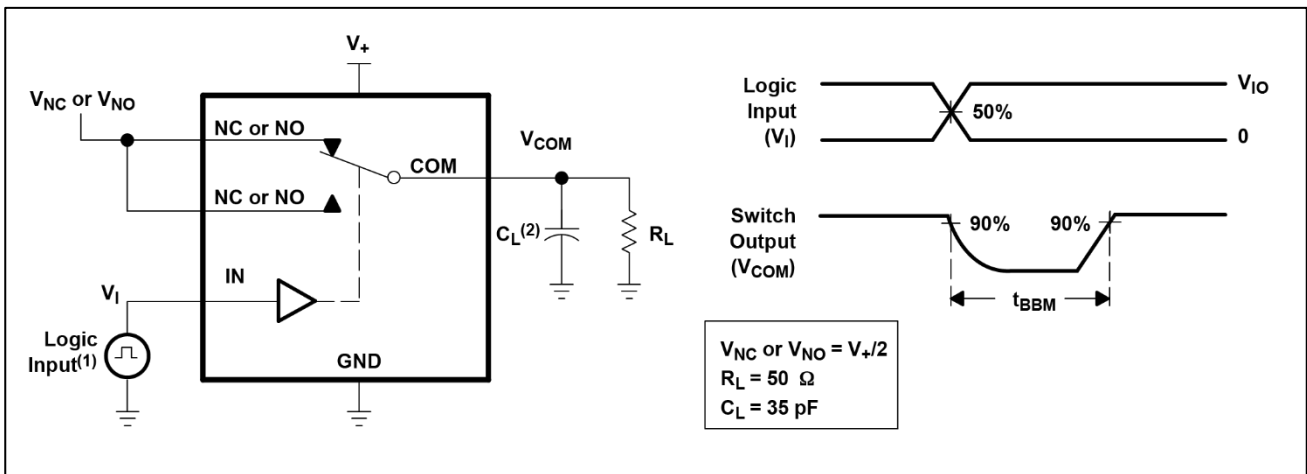 V+
VNC or VNO
NC or NO
VCOM
COM
NC or NO
CL(2)
RL
IN
VI
Logic
Input(1)
GND
Logic
Input
(VI)
50%
VIO
0
Switch
Output
(VCOM)
90%
90%
tBBM
VNC or VNO = V+/2
RL = 50 Ω
CL = 35 pF